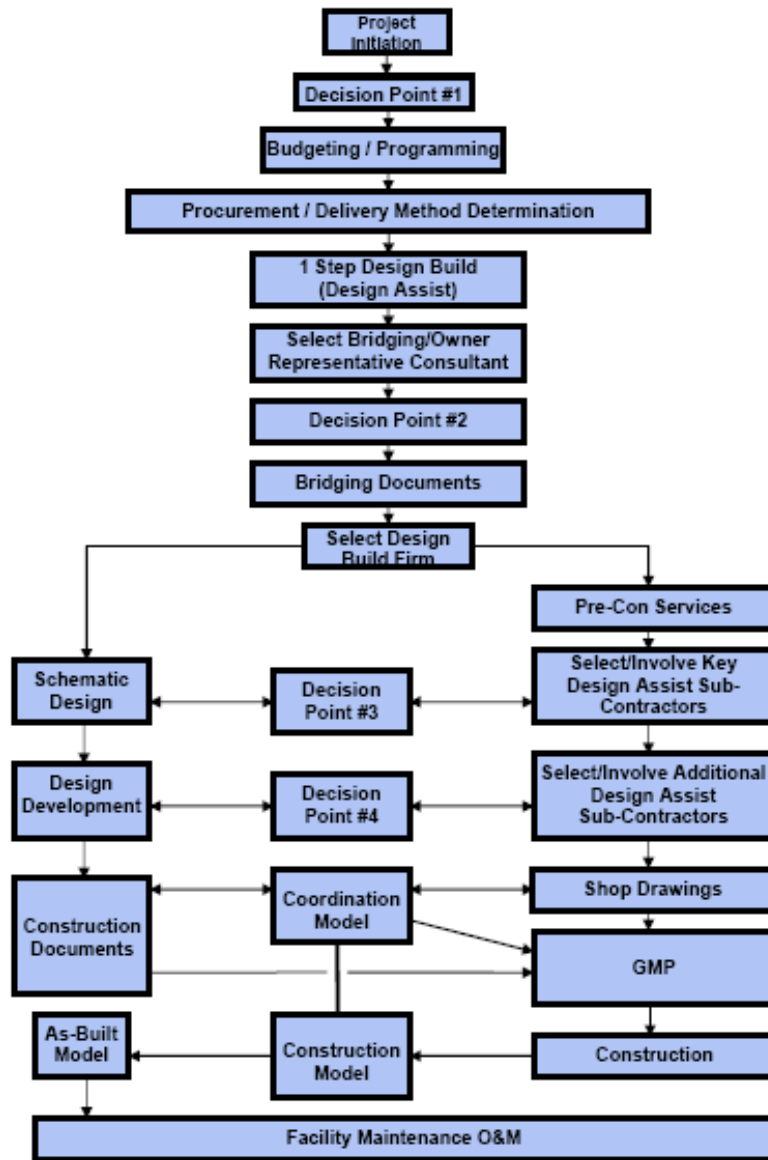 Project
Initiation
Decision Point #1
Budgeting / Programming
Procurement / Delivery Method Determination
1 Step Design Build
(Design Assist)
Select Bridging/Owner
Representative Consultant
Decision Point #2
Bridging Documents
Select Design
Build Firm
Pre-Con Services
Schematic
Design
Decision
Point #3
Select/Involve Key
Design Assist Sub-
Contractors
Design
Development
Decision
Point #4
Select/Involve Additional
Design Assist
Sub-Contractors
Construction
Documents
Coordination
Model
Shop Drawings
GMP
As-Built
Model
Construction
Model
Construction
Facility Maintenance O&M